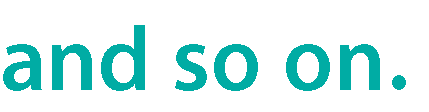 and so on.